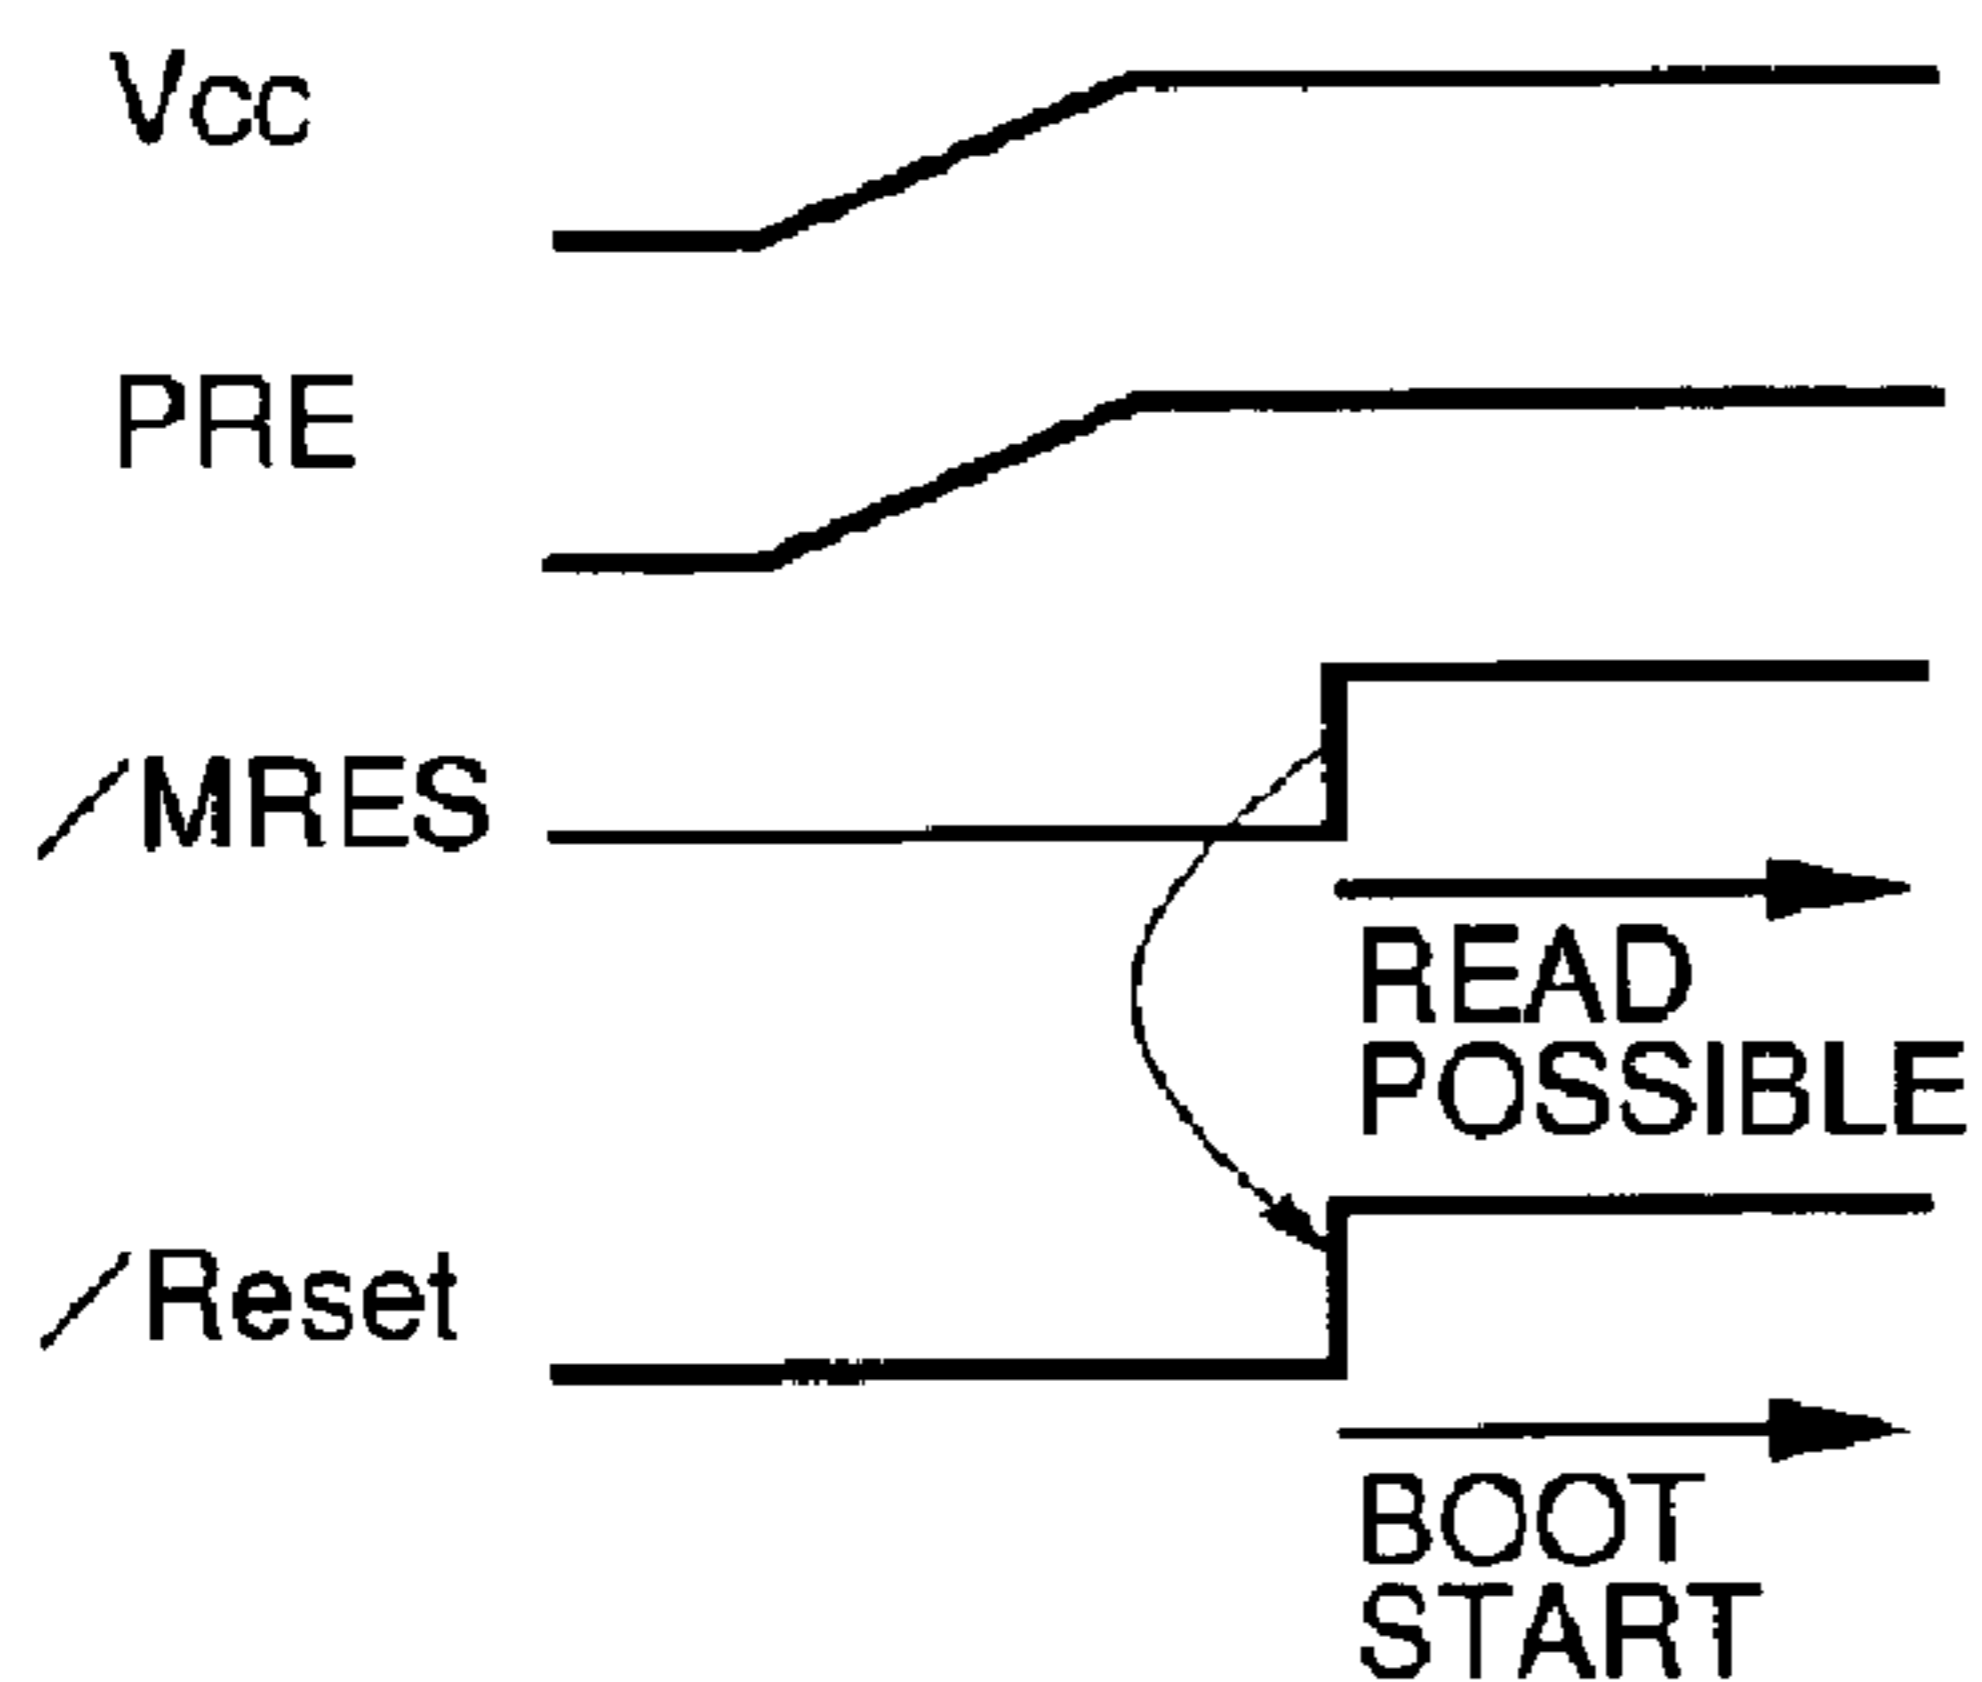 Vcc
PRE
/MRES
READ
POSSIBLE
/Reset
BOOT
START